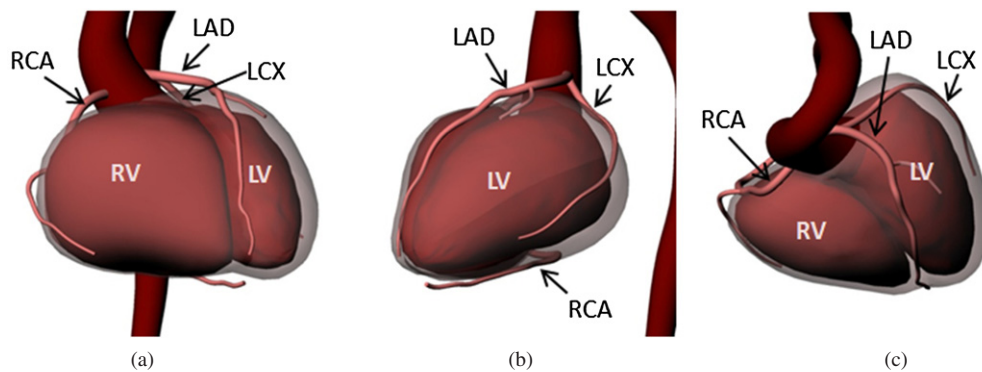 LAD
RCA
LCX
RV
LV
(a)
LAD
LCX
LV
RCA
(b)
LAD
LCX
RCA
LV
RV
(c)